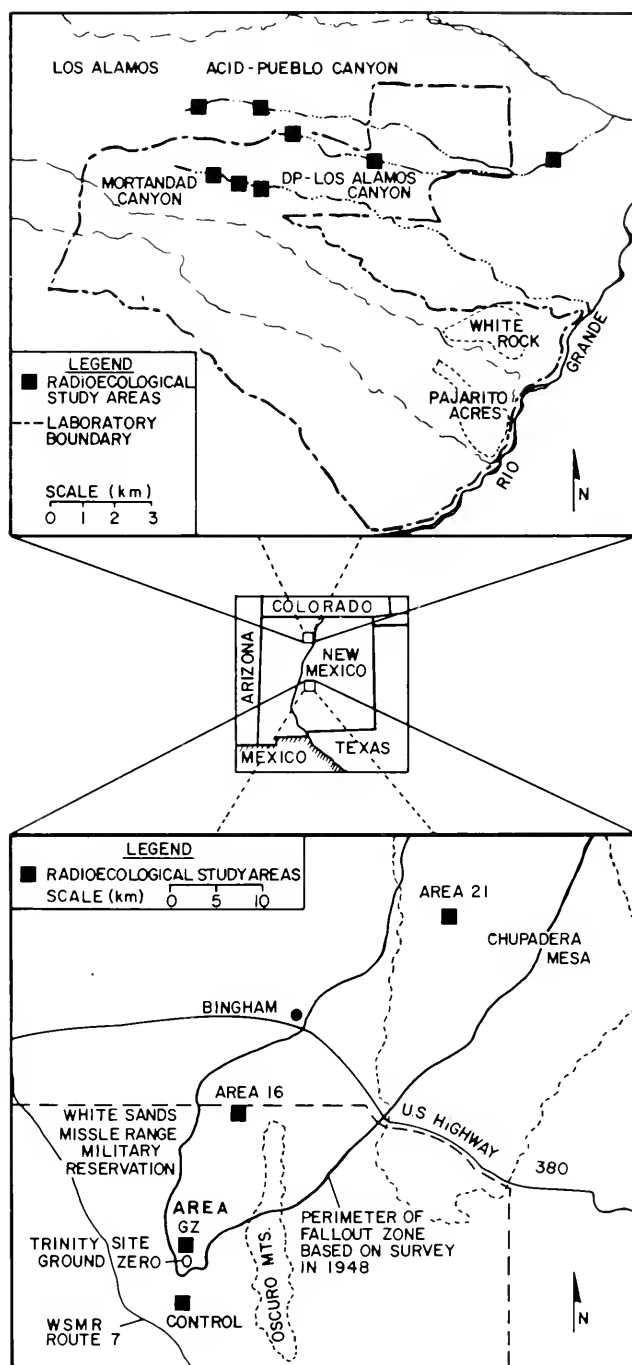 LOS ALAMOS
ACID-PUEBLO CANYON
MORTANDAD
CANYON
DP-LOS ALAMOS
CANYON
WHITE
ROCK
PAJARITO
ACRES
RIO
GRANDE
LEGEND
RADIOECOLOGICAL
STUDY AREAS
LABORATORY
BOUNDARY
SCALE (km)
0 1 2 3
N
COLORADO
ARIZONA
NEW
MEXICO
MEXICO
TEXAS
LEGEND
RADIOECOLOGICAL STUDY AREAS
SCALE (km)
0 5 10
AREA 21
CHUPADERA
MESA
BINGHAM
AREA 16
WHITE SANDS
MISSLE RANGE
MILITARY
RESERVATION
U.S. HIGHWAY
380
AREA
GZ
TRINITY SITE
GROUND ZERO
PERIMETER OF
FALLOUT ZONE
BASED ON SURVEY
IN 1948
OSCURO MTS.
CONTROL
WSMR
ROUTE 7
N